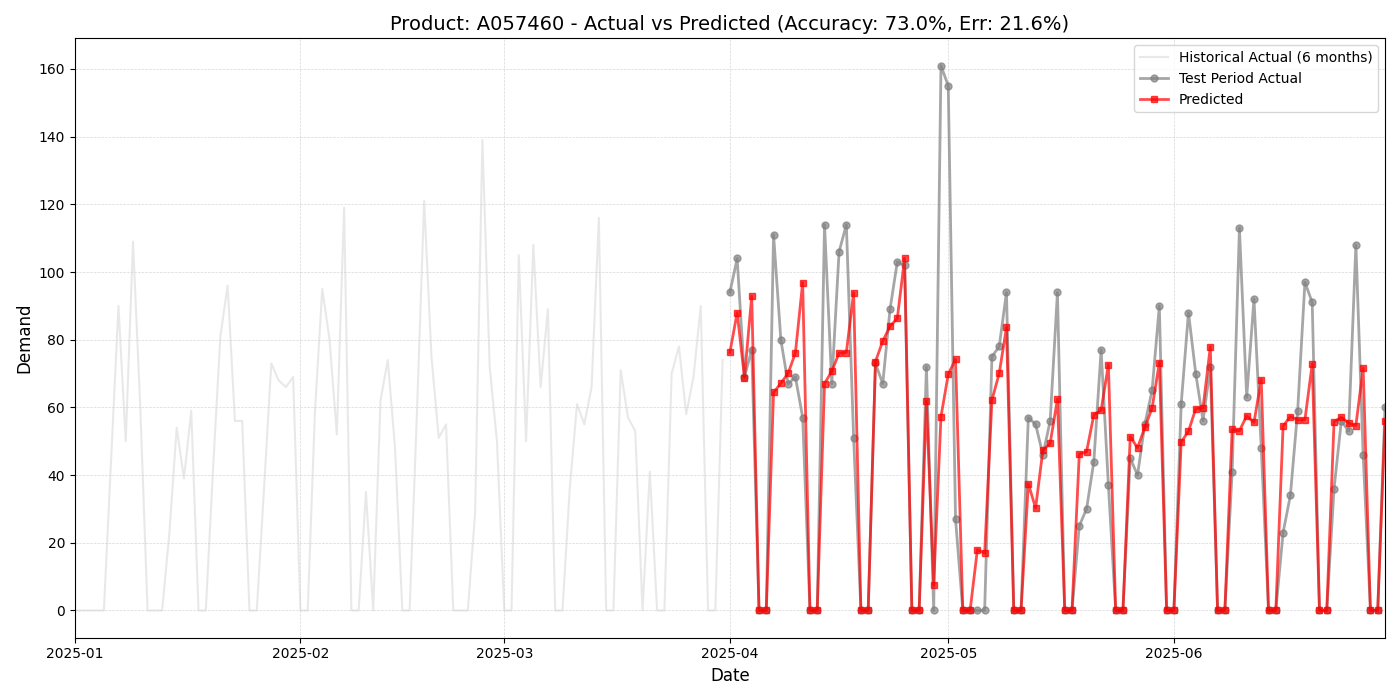 Product: A057460 - Actual vs Predicted (Accuracy: 73.0%, Err: 21.6%)
Historical Actual (6 months)
Test Period Actual
Predicted
Demand
160
140
120
100
80
60
40
20
0
2025-01
2025-02
2025-03
2025-04
2025-05
2025-06
Date